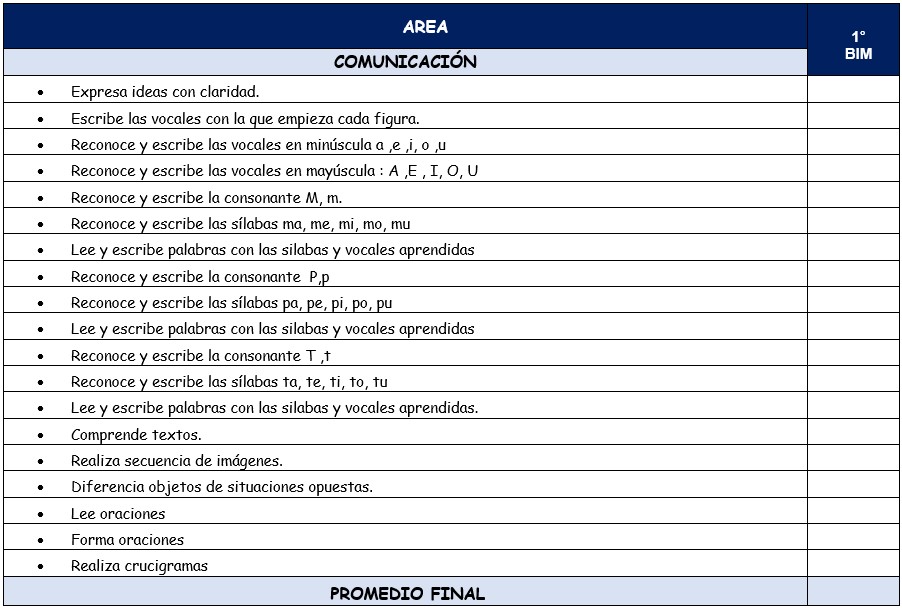 AREA
1°
BIM
COMUNICACIÓN
• Expresa ideas con claridad.
• Escribe las vocales con la que empieza cada figura.
• Reconoce y escribe las vocales en minúscula a ,e ,i, o ,u
• Reconoce y escribe las vocales en mayúscula : A ,E , I, O, U
• Reconoce y escribe la consonante M, m.
• Reconoce y escribe las sílabas ma, me, mi, mo, mu
• Lee y escribe palabras con las silabas y vocales aprendidas
• Reconoce y escribe la consonante P,p
• Reconoce y escribe las sílabas pa, pe, pi, po, pu
• Lee y escribe palabras con las silabas y vocales aprendidas
• Reconoce y escribe la consonante T ,t
• Reconoce y escribe las sílabas ta, te, ti, to, tu
• Lee y escribe palabras con las silabas y vocales aprendidas.
• Comprende textos.
• Realiza secuencia de imágenes.
• Diferencia objetos de situaciones opuestas.
• Lee oraciones
• Forma oraciones
• Realiza crucigramas
PROMEDIO FINAL